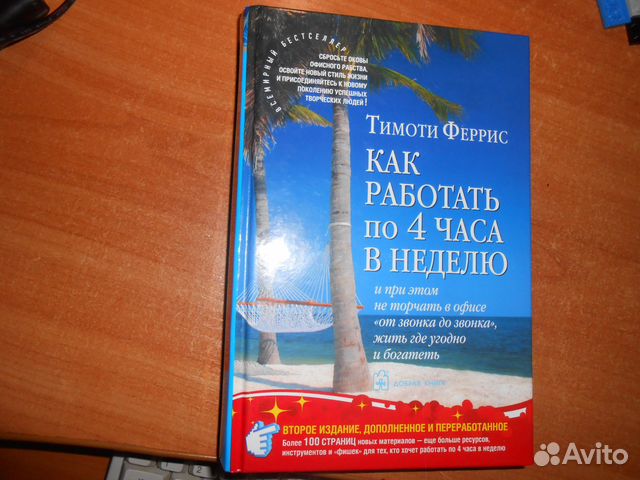 ВСЕМИРНЫЙ БЕСТСЕЛЛЕР
СБРОСЬТЕ ОКОВЫ
ОФИСНОГО РАБСТВА,
ОСВОЙТЕ НОВЫЙ СТИЛЬ ЖИЗНИ
И ПРИСОЕДИНЯЙТЕСЬ К НОВОМУ
ПОКОЛЕНИЮ УСПЕШНЫХ
ТВОРЧЕСКИХ ЛЮДЕЙ!
ТИМОТИ ФЕРРИС
КАК
РАБОТАТЬ
ПО 4 ЧАСА
В НЕДЕЛЮ
и при этом
не торчать в офисе
«от звонка до звонка»,
жить где угодно
и богатеть
ДОБРАЯ КНИГА
ВТОРОЕ ИЗДАНИЕ, ДОПОЛНЕННОЕ И ПЕРЕРАБОТАННОЕ
Более 100 СТРАНИЦ новых материалов — еще больше ресурсов,
инструментов и «фишек» для тех, кто хочет работать по 4 часа в неделю
Avito